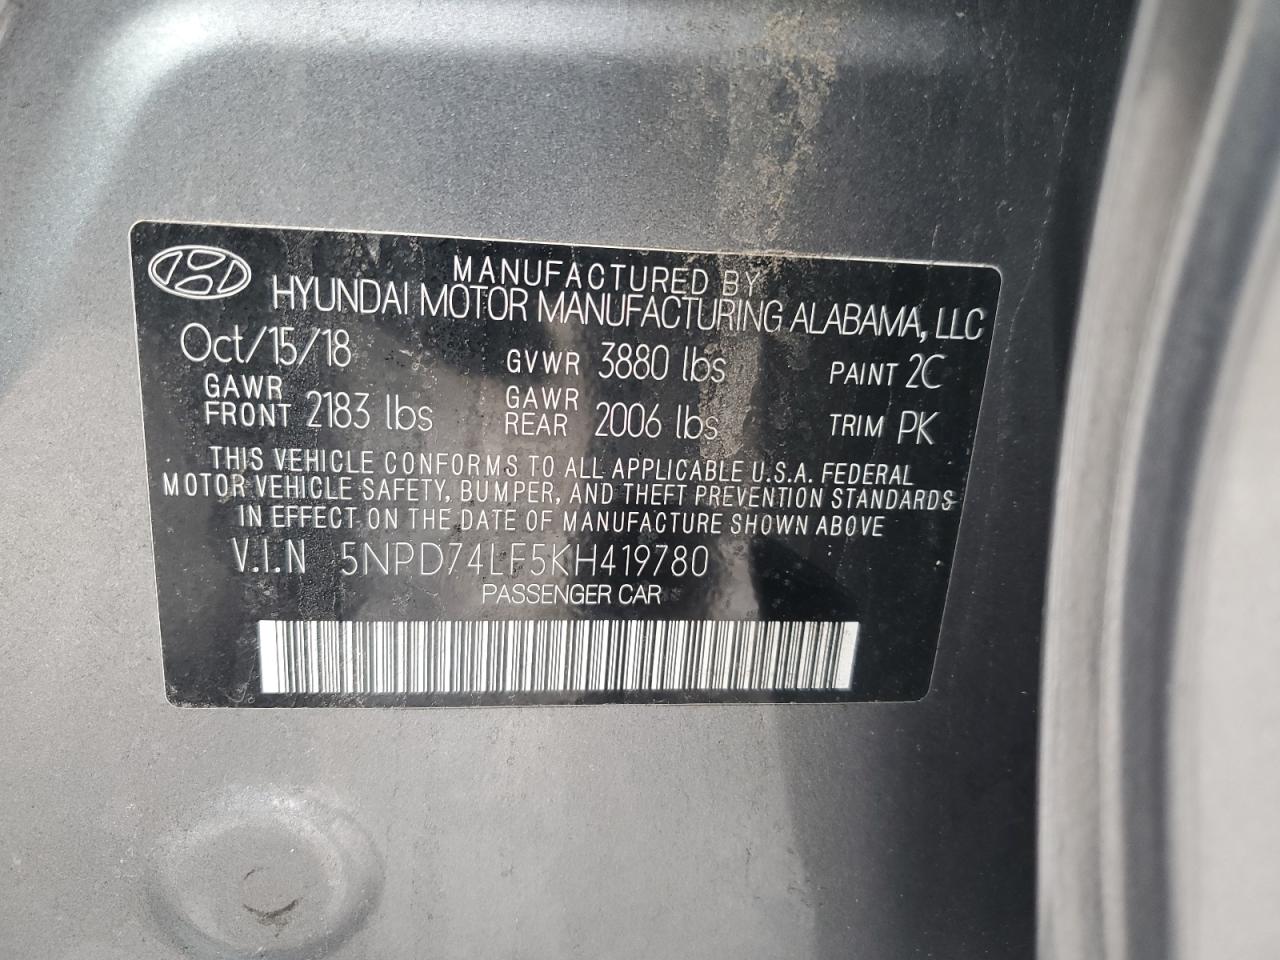 MANUFACTURED BY
HYUNDAI MOTOR MANUFACTURING ALABAMA, LLC
Oct/15/18 GVWR 3880 lbs PAINT 2C
GAWR FRONT 2183 lbs GAWR REAR 2006 lbs TRIM PK
THIS VEHICLE CONFORMS TO ALL APPLICABLE U.S.A. FEDERAL
MOTOR VEHICLE SAFETY, BUMPER, AND THEFT PREVENTION STANDARDS
IN EFFECT ON THE DATE OF MANUFACTURE SHOWN ABOVE
V.I.N 5NPD74LF5KH419780
PASSENGER CAR